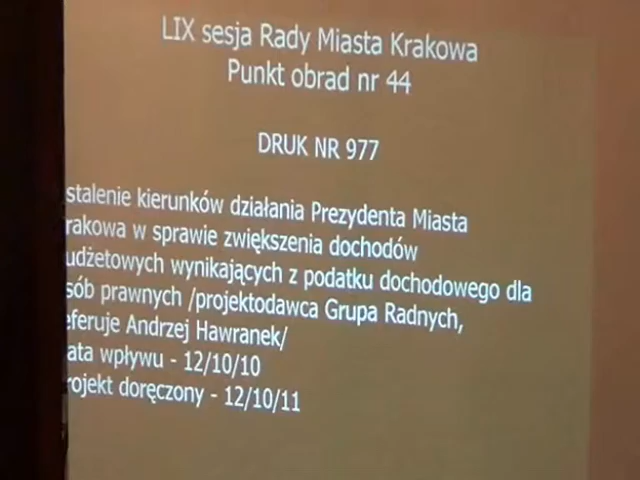 LIX sesja Rady Miasta Krakowa
Punkt obrad nr 44
DRUK NR 977
stalenie kierunków działania Prezydenta Miasta
rakowa w sprawie zwiększenia dochodów
udżetowych wynikających z podatku dochodowego dla
sób prawnych /projektodawca Grupa Radnych,
eferuje Andrzej Hawranek/
ata wpływu - 12/10/10
rojekt doręczony - 12/10/11